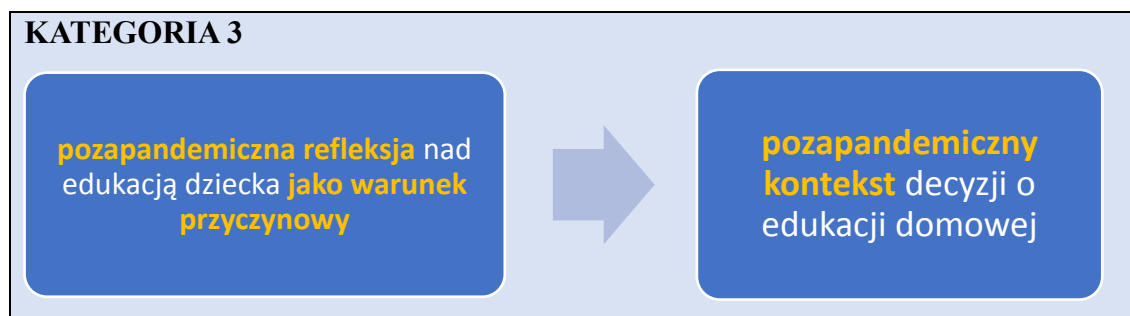 KATEGORIA 3
pozapandemiczna refleksja nad
edukacją dziecka jako warunek
przyczynowy
pozapandemiczny
kontekst decyzji o
edukacji domowej